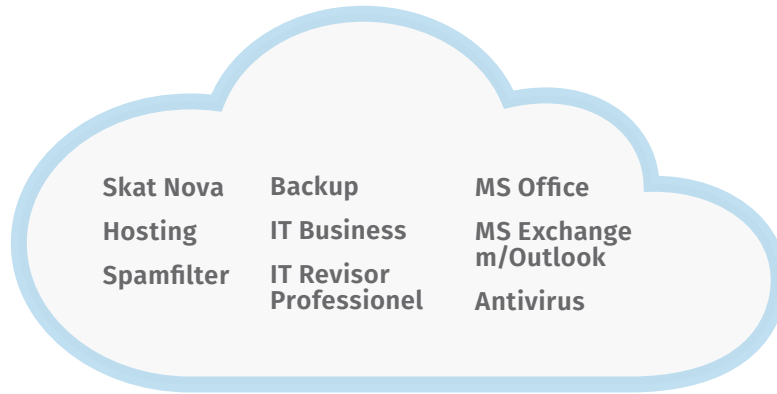 Skat Nova
Hosting
Spamfilter
Backup
IT Business
IT Revisor
Professionel
MS Office
MS Exchange
m/Outlook
Antivirus